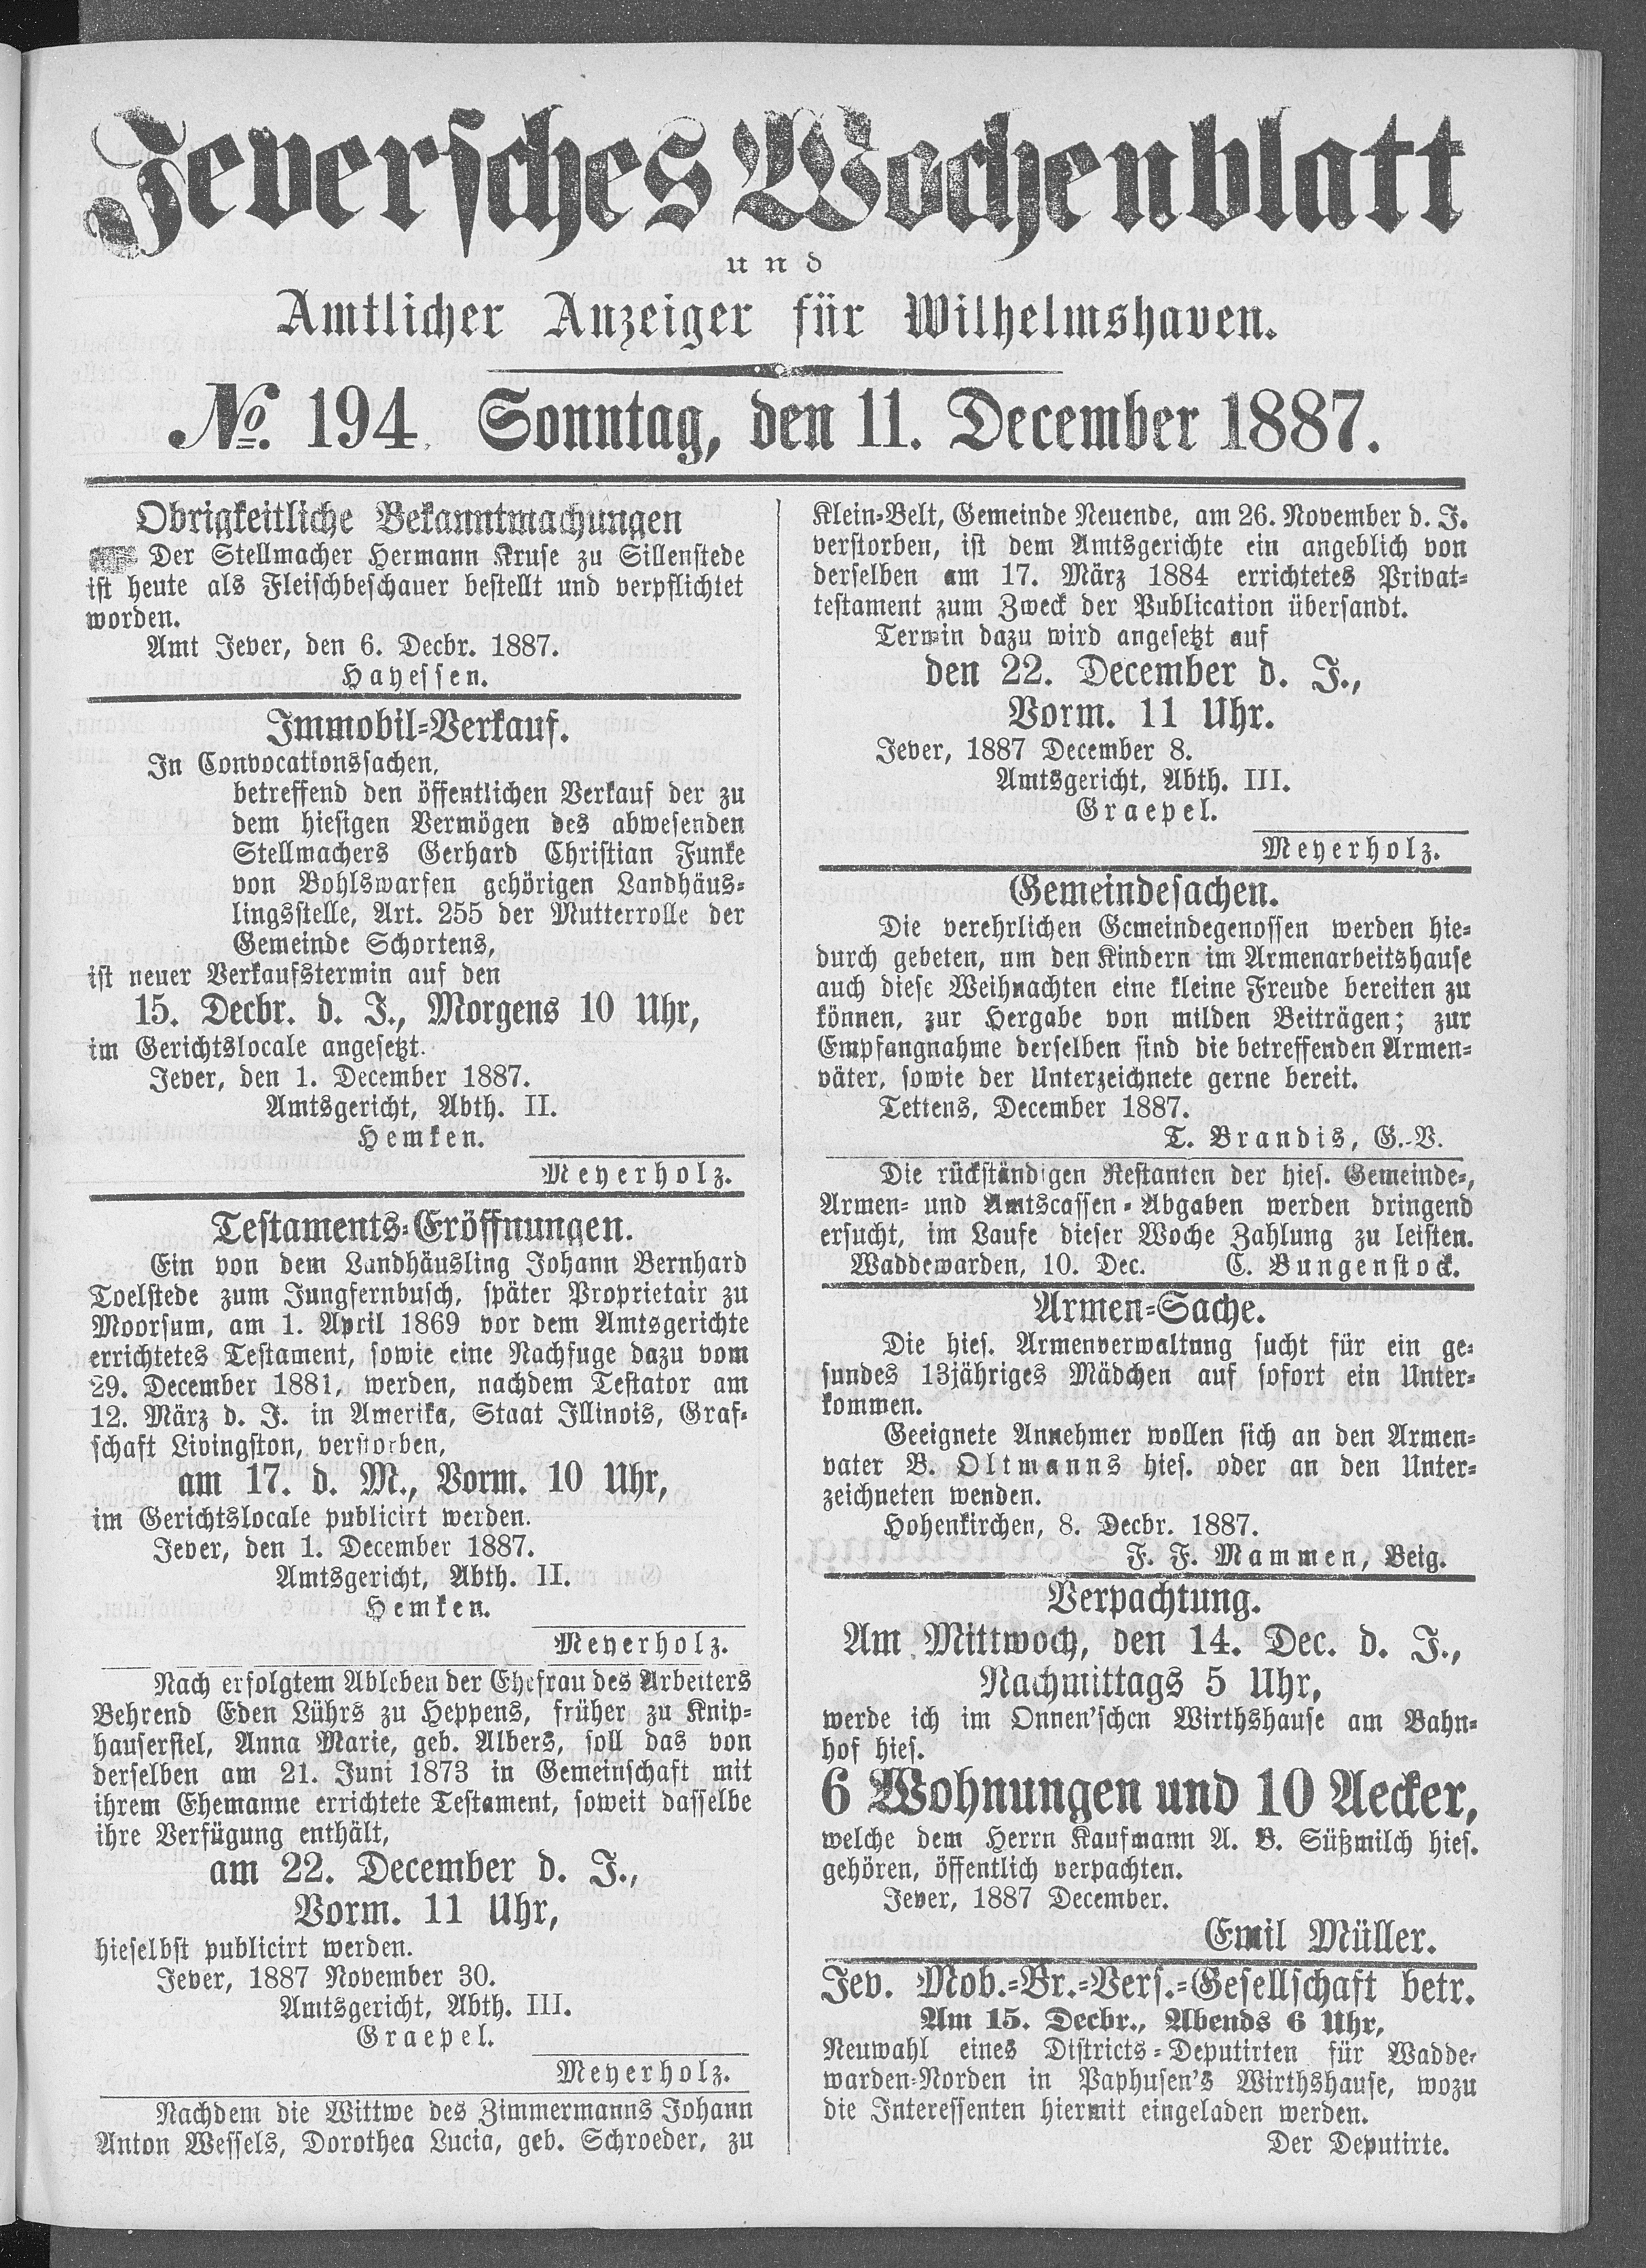 Jeversches Wochenblatt
und
Amtlicher Anzeiger für Wilhelmshaven.
No. 194. Sonntag, den 11. December 1887.
Obrigkeitliche Bekanntmachungen
Der Stellmacher Hermann Kruse zu Sillenstede
ist heute als Fleischbeschauer bestellt und verpflichtet
worden.
Amt Jever, den 6. Decbr. 1887.
Hayessen.
Immobil-Verkauf.
In Convocationssachen,
betreffend den öffentlichen Verkauf der zu
dem hiesigen Vermögen des abwesenden
Stellmachers Gerhard Christian Funke
von Bohlswarfen gehörigen Landhäus-
lingsstelle, Art. 255 der Mutterrolle der
Gemeinde Schortens,
ist neuer Verkaufstermin auf den
15. Decbr. d. J., Morgens 10 Uhr,
im Gerichtslocale angesetzt.
Jever, den 1. December 1887.
Amtsgericht, Abth. II.
Hemken.
Meyerholz.
Testaments-Eröffnungen.
Ein von dem Landhäusling Johann Bernhard
Toelstede zum Jungfernbusch, später Proprietair zu
Moorsum, am 1. April 1869 vor dem Amtsgerichte
errichtetes Testament, sowie eine Nachfuge dazu vom
29. December 1881, werden, nachdem Testator am
12. März d. J. in Amerika, Staat Illinois, Graf-
schaft Livingston, verstorben,
am 17. d. M., Vorm. 10 Uhr,
im Gerichtslocale publicirt werden.
Jever, den 1. December 1887.
Amtsgericht, Abth. II.
Hemken.
Meyerholz.
Nach erfolgtem Ableben der Ehefrau des Arbeiters
Behrend Eden Lührs zu Heppens, früher zu Knip-
hausersiel, Anna Marie, geb. Albers, soll das von
derselben am 21. Juni 1873 in Gemeinschaft mit
ihrem Ehemanne errichtete Testament, soweit dasselbe
ihre Verfügung enthält,
am 22. December d. J.,
Vorm. 11 Uhr,
hieselbst publicirt werden.
Jever, 1887 November 30.
Amtsgericht, Abth. III.
Graepel.
Meyerholz.
Nachdem die Wittwe des Zimmermanns Johann
Anton Wessels, Dorothea Lucia, geb. Schroeder, zu
Klein-Belt, Gemeinde Neuende, am 26. November d. J.
verstorben, ist dem Amtsgerichte ein angeblich von
derselben am 17. März 1884 errichtetes Privat-
testament zum Zweck der Publication übersandt.
Termin dazu wird angesetzt auf
den 22. December d. J.,
Vorm. 11 Uhr.
Jever, 1887 December 8.
Amtsgericht, Abth. III.
Graepel.
Meyerholz.
Gemeindesachen.
Die verehrlichen Gemeindegenossen werden hie-
durch gebeten, um den Kindern im Armenarbeitshause
auch diese Weihnachten eine kleine Freude bereiten zu
können, zur Hergabe von milden Beiträgen; zur
Empfangnahme derselben sind die betreffenden Armen-
väter, sowie der Unterzeichnete gerne bereit.
Tettens, December 1887.
T. Brandis, G.-V.
Die rückständigen Restanten der hies. Gemeinde-,
Armen- und Amtscassen-Abgaben werden dringend
ersucht, im Laufe dieser Woche Zahlung zu leisten.
Waddewarden, 10. Dec. C. Bungenstock.
Armen-Sache.
Die hies. Armenverwaltung sucht für ein ge-
sundes 13jähriges Mädchen auf sofort ein Unter-
kommen.
Geeignete Annehmer wollen sich an den Armen-
vater B. Oltmanns hies. oder an den Unter-
zeichneten wenden.
Hohenkirchen, 8. Decbr. 1887.
F. F. Mammen, Beig.
Verpachtung.
Am Mittwoch, den 14. Dec. d. J.,
Nachmittags 5 Uhr,
werde ich im Onnen'schen Wirthshause am Bahn-
hof hies.
6 Wohnungen und 10 Aecker,
welche dem Herrn Kaufmann A. B. Süßmilch hies.
gehören, öffentlich verpachten.
Jever, 1887 December.
Emil Müller.
Jev. Mob.-Br.-Vers.-Gesellschaft betr.
Am 15. Decbr., Abends 6 Uhr,
Neuwahl eines Districts-Deputirten für Wadde-
warden-Norden in Paphusen's Wirthshause, wozu
die Interessenten hiermit eingeladen werden.
Der Deputirte.